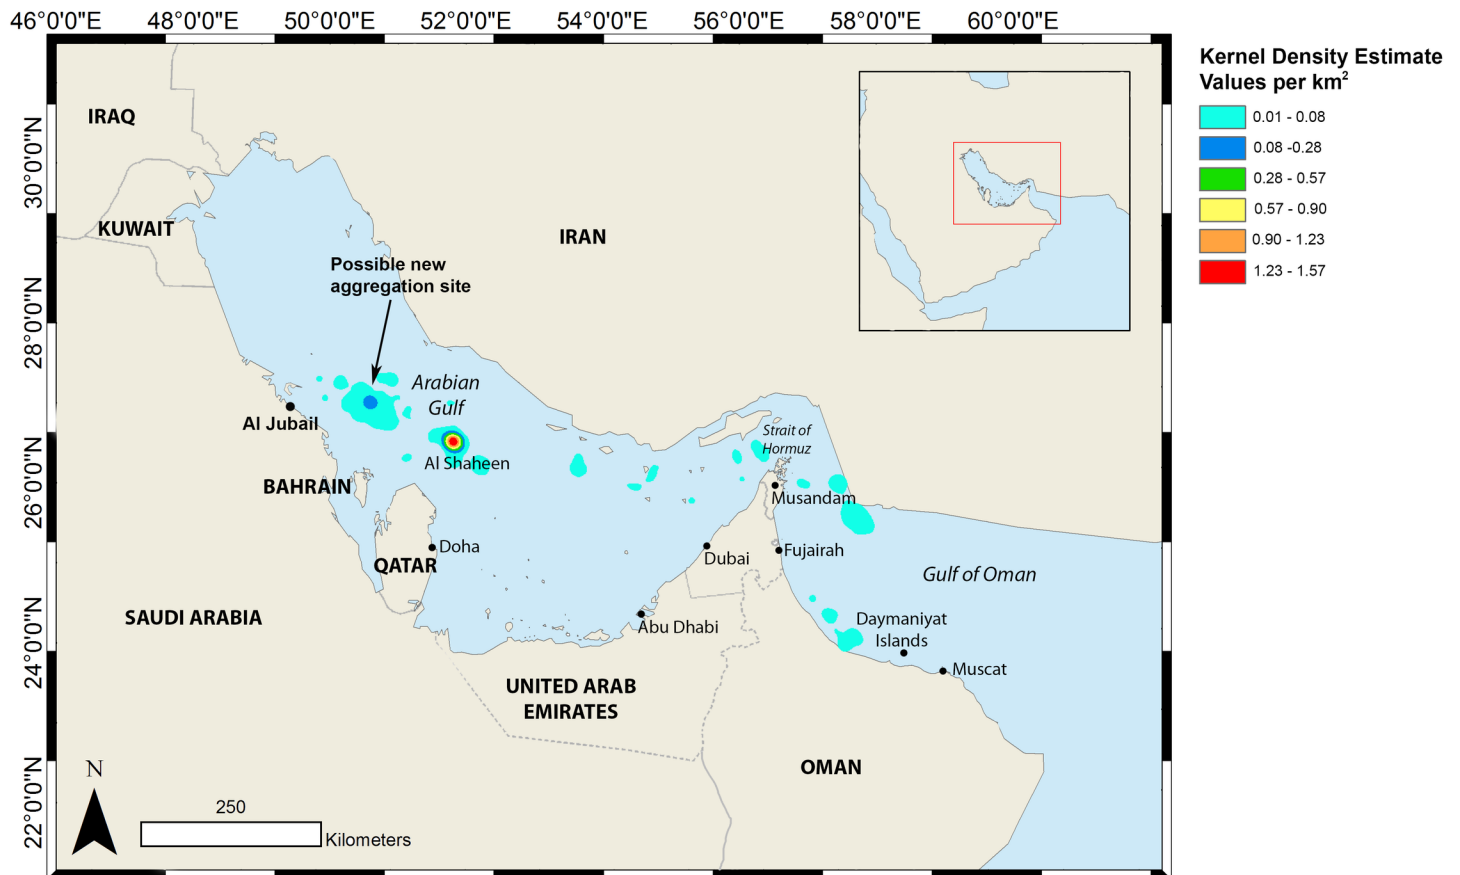 46°0'0"E 48°0'0"E 50°0'0"E 52°0'0"E 54°0'0"E 56°0'0"E 58°0'0"E 60°0'0"E
Kernel Density Estimate
Values per km²
0.01 - 0.08
0.08 -0.28
0.28 - 0.57
0.57 - 0.90
0.90 - 1.23
1.23 - 1.57
30°0'0"N
28°0'0"N
26°0'0"N
24°0'0"N
22°0'0"N
IRAQ
KUWAIT
IRAN
Possible new
aggregation site
Arabian
Gulf
Al Jubail
Strait of
Hormuz
Al Shaheen
BAHRAIN
Musandam
Doha
QATAR
Dubai
Fujairah
Gulf of Oman
SAUDI ARABIA
Abu Dhabi
Daymaniyat
Islands
Muscat
UNITED ARAB
EMIRATES
OMAN
N
250
Kilometers